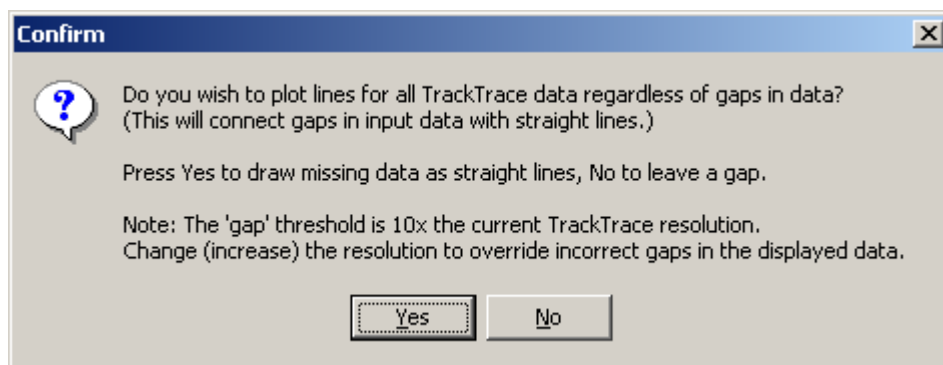 Confirm
Do you wish to plot lines for all TrackTrace data regardless of gaps in data?
(This will connect gaps in input data with straight lines.)
Press Yes to draw missing data as straight lines, No to leave a gap.
Note: The 'gap' threshold is 10x the current TrackTrace resolution.
Change (increase) the resolution to override incorrect gaps in the displayed data.
Yes No